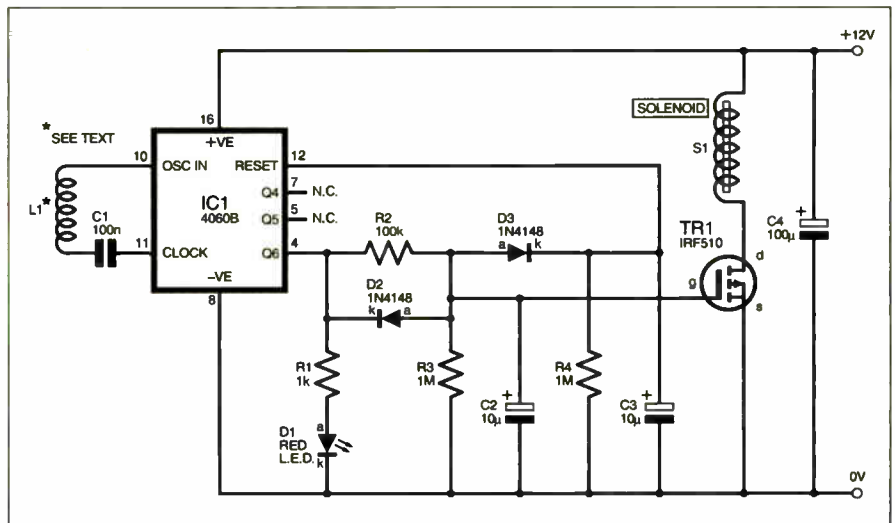 +12V
SOLENOID
S1
16
+VE
* SEE TEXT
10
OSC IN
RESET
12
Q4
7
N.C.
Q5
5
N.C.
Q6
4
IC1
4060B
L1*
C1
100n
11
CLOCK
-VE
8
R2
100k
D3
1N4148
a
k
D2
1N4148
k
a
TR1
IRF510
d
g
s
C4
100µ
+
R1
1k
R3
1M
R4
1M
C2
10µ
+
C3
10µ
+
D1
RED
L.E.D.
a
k
0V